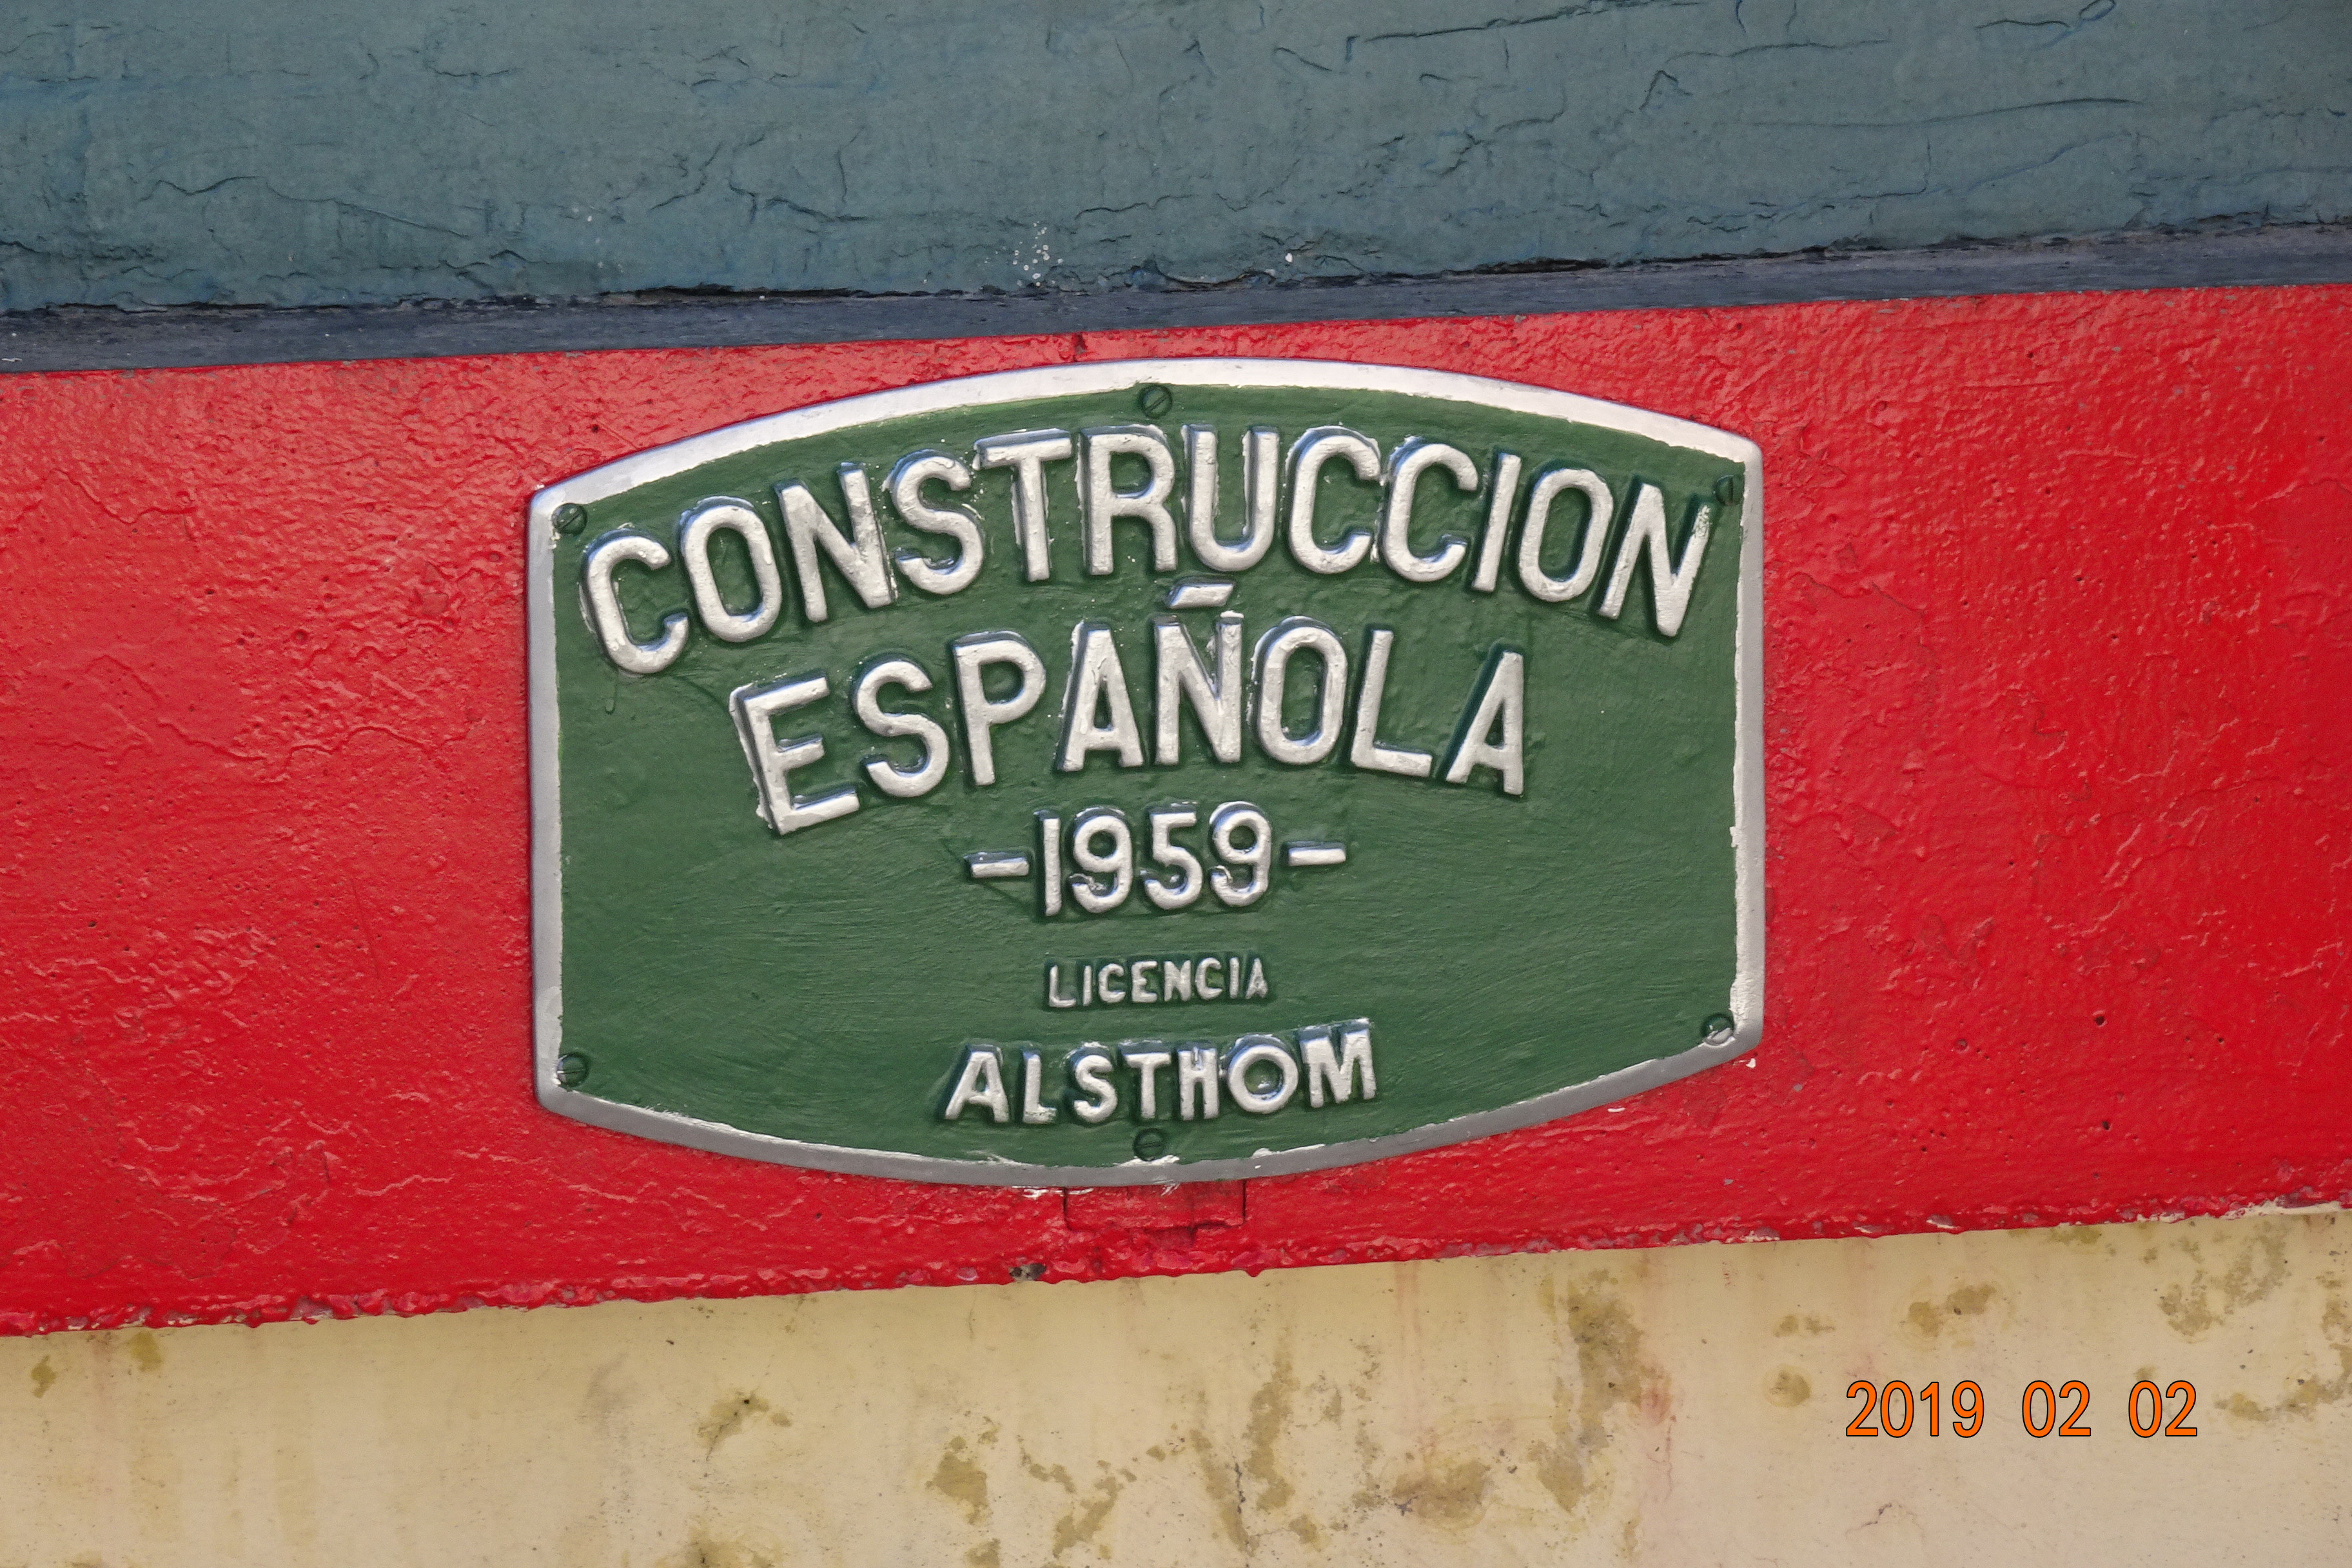 CONSTRUCCION
ESPAÑOLA
-1959-
LICENCIA
ALSTHOM
2019 02 02